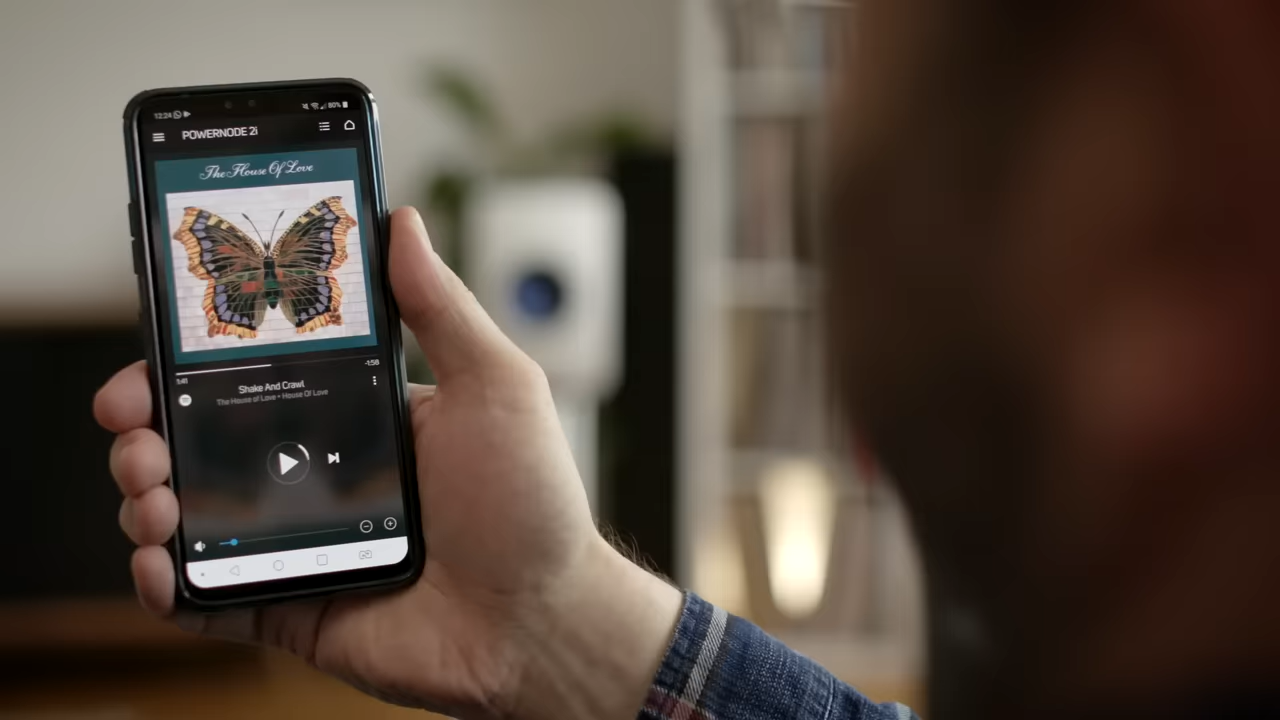 12:24 80%
POWERNODE 2i
The House Of Love
1:41 -1:58
Shake And Crawl
The House of Love • House Of Love